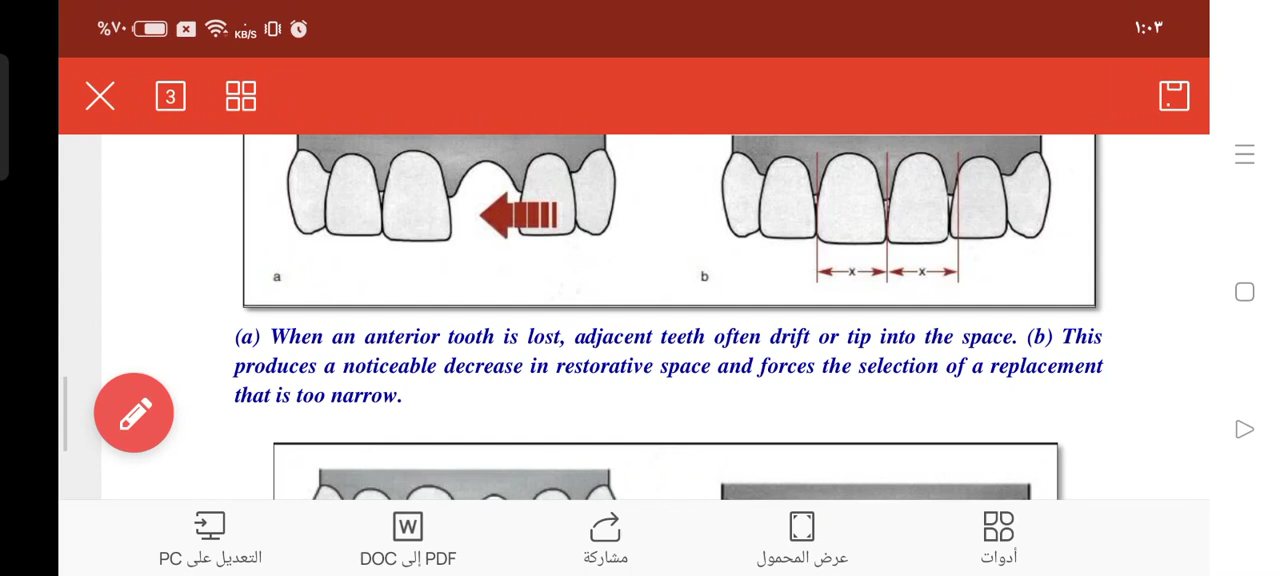 %٧٠ KB/S ١:٠٣
3
a
b
x x
(a) When an anterior tooth is lost, adjacent teeth often drift or tip into the space. (b) This
produces a noticeable decrease in restorative space and forces the selection of a replacement
that is too narrow.
W
التعديل على PC
PDF إلى DOC
مشاركة
عرض المحمول
أدوات